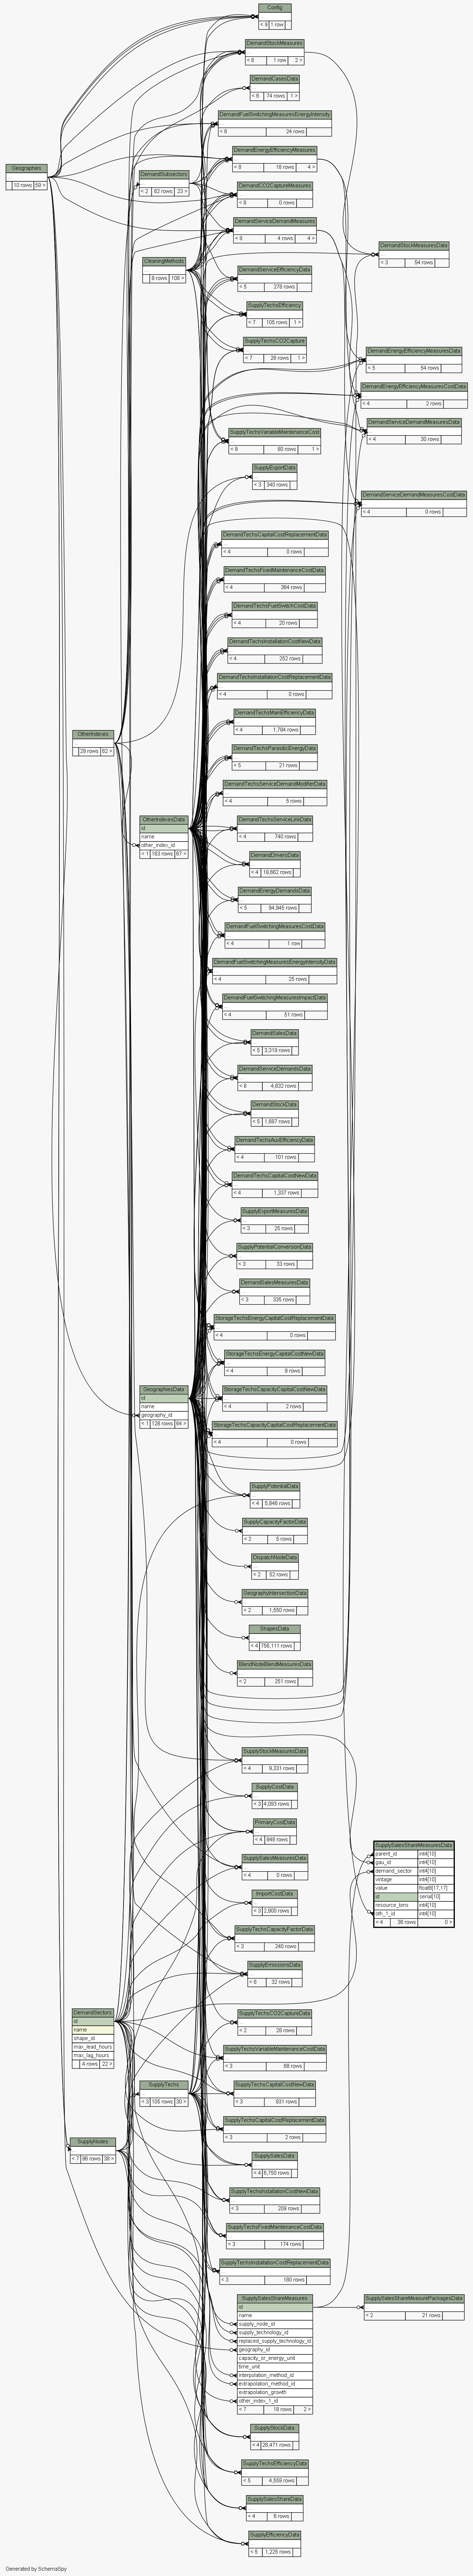 Config
...
< 9 1 row
DemandStockMeasures
...
< 8 1 row 2 >
DemandCasesData
...
< 6 74 rows 1 >
DemandFuelSwitchingMeasuresEnergyIntensity
...
< 6 24 rows
DemandEnergyEfficiencyMeasures
...
< 8 18 rows 4 >
Geographies
...
10 rows 59 >
DemandSubsectors
...
< 2 62 rows 23 >
DemandCO2CaptureMeasures
...
< 8 0 rows
DemandServiceDemandMeasures
...
< 8 4 rows 4 >
DemandStockMeasuresData
...
< 3 54 rows
CleaningMethods
...
6 rows 108 >
DemandServiceEfficiencyData
...
< 5 278 rows
SupplyTechsEfficiency
...
< 7 105 rows 1 >
SupplyTechsCO2Capture
...
< 7 28 rows 1 >
DemandEnergyEfficiencyMeasuresData
...
< 5 54 rows
DemandEnergyEfficiencyMeasuresCostData
...
< 4 2 rows
DemandServiceDemandMeasuresData
...
< 4 30 rows
SupplyTechsVariableMaintenanceCost
...
< 9 80 rows 1 >
SupplyExportData
...
< 3 340 rows
DemandServiceDemandMeasuresCostData
...
< 4 0 rows
DemandTechsCapitalCostReplacementData
...
< 4 0 rows
DemandTechsFixedMaintenanceCostData
...
< 4 364 rows
DemandTechsFuelSwitchCostData
...
< 4 20 rows
DemandTechsInstallationCostNewData
...
< 4 252 rows
DemandTechsInstallationCostReplacementData
...
< 4 0 rows
DemandTechsMainEfficiencyData
...
< 4 1,784 rows
OtherIndexes
...
29 rows 62 >
DemandTechsParasiticEnergyData
...
< 5 21 rows
DemandTechsServiceDemandModifierData
...
< 4 5 rows
OtherIndexesData
id
name
other_index_id
< 1 163 rows 67 >
DemandTechsServiceLinkData
...
< 4 740 rows
DemandDriversData
...
< 4 19,662 rows
DemandEnergyDemandsData
...
< 5 94,945 rows
DemandFuelSwitchingMeasuresCostData
...
< 4 1 row
DemandFuelSwitchingMeasuresEnergyIntensityData
...
< 4 25 rows
DemandFuelSwitchingMeasuresImpactData
...
< 4 51 rows
DemandSalesData
...
< 5 3,319 rows
DemandServiceDemandsData
...
< 6 4,832 rows
DemandStockData
...
< 5 1,697 rows
DemandTechsAuxEfficiencyData
...
< 4 101 rows
DemandTechsCapitalCostNewData
...
< 4 1,337 rows
SupplyExportMeasuresData
...
< 3 25 rows
SupplyPotentialConversionData
...
< 3 33 rows
DemandSalesMeasuresData
...
< 3 335 rows
StorageTechsEnergyCapitalCostReplacementData
...
< 4 0 rows
StorageTechsEnergyCapitalCostNewData
...
< 4 9 rows
GeographiesData
id
name
geography_id
< 1 128 rows 64 >
StorageTechsCapacityCapitalCostNewData
...
< 4 2 rows
StorageTechsCapacityCapitalCostReplacementData
...
< 4 0 rows
SupplyPotentialData
...
< 4 5,846 rows
SupplyCapacityFactorData
...
< 2 5 rows
DispatchNodeData
...
< 2 52 rows
GeographyIntersectionData
...
< 2 1,550 rows
ShapesData
...
< 4 756,111 rows
BlendNodeBlendMeasuresData
...
< 2 251 rows
SupplyStockMeasuresData
...
< 4 9,331 rows
SupplyCostData
...
< 3 4,093 rows
PrimaryCostData
...
< 4 948 rows
SupplySalesMeasuresData
...
< 4 0 rows
SupplySalesShareMeasuresData
parent_id int4[10]
gau_id int4[10]
demand_sector int4[10]
vintage int4[10]
value float8[17,17]
id serial[10]
resource_bins int4[10]
oth_1_id int4[10]
< 4 36 rows 0 >
ImportCostData
...
< 3 2,900 rows
SupplyTechsCapacityFactorData
...
< 3 240 rows
SupplyEmissionsData
...
< 6 32 rows
DemandSectors
id
name
shape_id
max_lead_hours
max_lag_hours
4 rows 22 >
SupplyTechsCO2CaptureData
...
< 2 28 rows
SupplyTechsVariableMaintenanceCostData
...
< 3 88 rows
SupplyTechs
...
< 3 105 rows 30 >
SupplyTechsCapitalCostNewData
...
< 3 931 rows
SupplyTechsCapitalCostReplacementData
...
< 3 2 rows
SupplyNodes
...
< 7 86 rows 38 >
SupplySalesData
...
< 4 6,750 rows
SupplyTechsInstallationCostNewData
...
< 3 209 rows
SupplyTechsFixedMaintenanceCostData
...
< 3 174 rows
SupplyTechsInstallationCostReplacementData
...
< 3 180 rows
SupplySalesShareMeasures
id
name
supply_node_id
supply_technology_id
replaced_supply_technology_id
geography_id
capacity_or_energy_unit
time_unit
interpolation_method_id
extrapolation_method_id
extrapolation_growth
other_index_1_id
< 7 18 rows 2 >
SupplySalesShareMeasurePackagesData
...
< 2 21 rows
SupplyStockData
...
< 4 26,471 rows
SupplyTechsEfficiencyData
...
< 5 4,559 rows
SupplySalesShareData
...
< 4 6 rows
SupplyEfficiencyData
...
< 5 1,225 rows
Generated by SchemaSpy